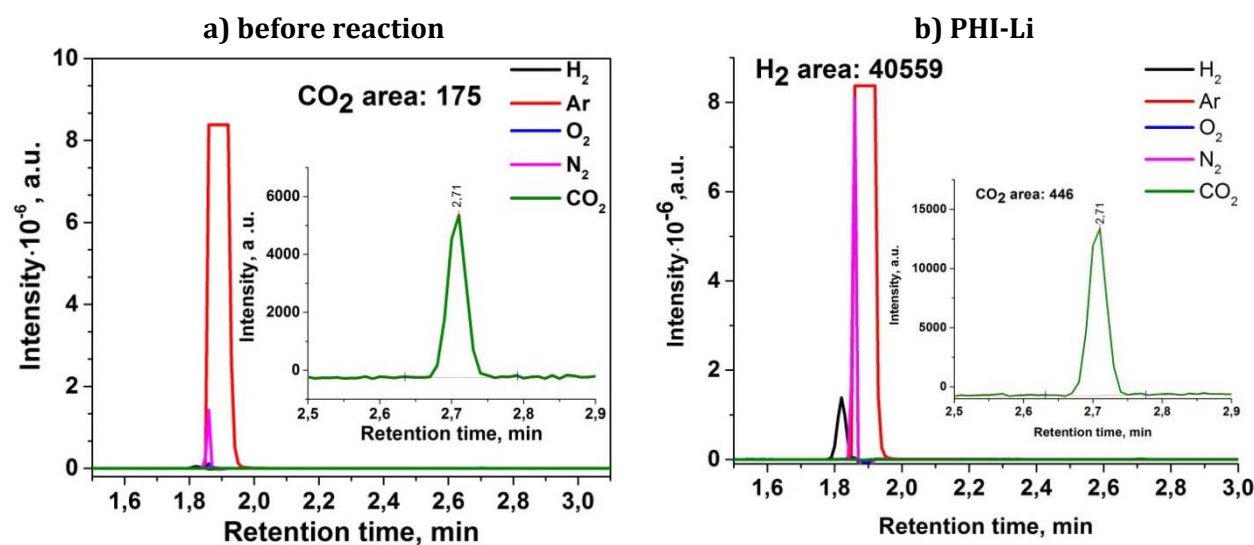 a) before reaction
Intensity·10⁻⁶, a.u.
10
8
6
4
2
0
1,6 1,8 2,0 2,2 2,4 2,6 2,8 3,0
Retention time, min
CO₂ area: 175
H₂
Ar
O₂
N₂
CO₂
Intensity, a .u.
6000
4000
2000
0
2,71
2,5 2,6 2,7 2,8 2,9
Retention time, min
b) PHI-Li
Intensity·10⁻⁶,a.u.
8
6
4
2
0
1,6 1,8 2,0 2,2 2,4 2,6 2,8 3,0
Retention time, min
H₂ area: 40559
H₂
Ar
O₂
N₂
CO₂
CO₂ area: 446
Intensity, a.u.
15000
10000
5000
0
2,71
2,5 2,6 2,7 2,8 2,9
Retention time, min